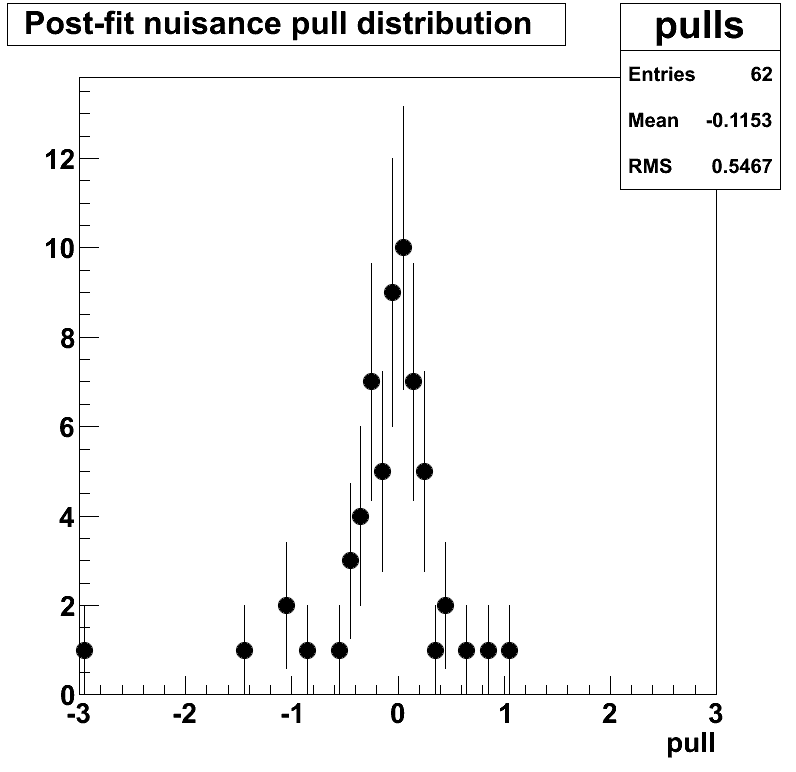 Post-fit nuisance pull distribution
pulls
Entries 62
Mean -0.1153
RMS 0.5467
12
10
8
6
4
2
0
-3 -2 -1 0 1 2 3
pull